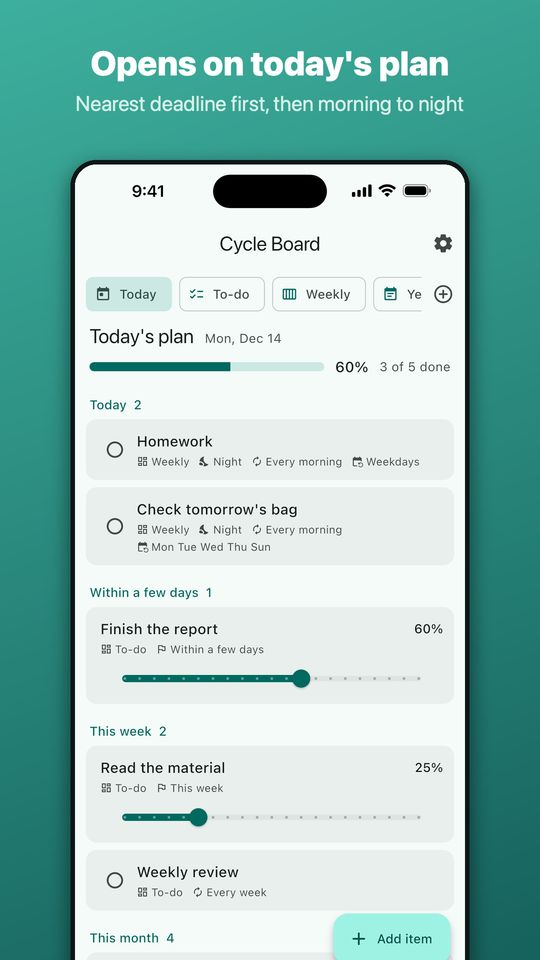 Opens on today's plan
Nearest deadline first, then morning to night
9:41
Cycle Board
Today To-do Weekly Ye
Today's plan Mon, Dec 14
60% 3 of 5 done
Today 2
Homework
Weekly Night Every morning Weekdays
Check tomorrow's bag
Weekly Night Every morning
Mon Tue Wed Thu Sun
Within a few days 1
Finish the report 60%
To-do Within a few days
This week 2
Read the material 25%
To-do This week
Weekly review
To-do Every week
This month 4
+ Add item